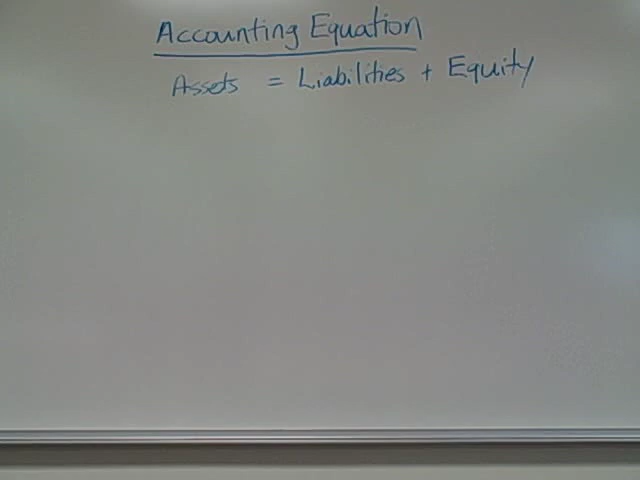 Accounting Equation
Assets = Liabilities + Equity